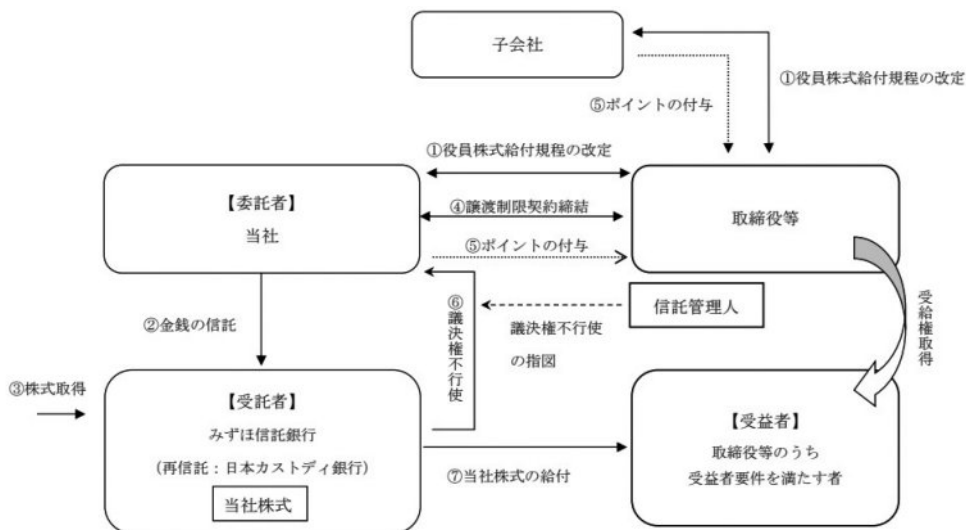 子会社
①役員株式給付規程の改定
⑤ポイントの付与
①役員株式給付規程の改定
【委託者】
当社
④譲渡制限契約締結
取締役等
⑤ポイントの付与
②金銭の信託
⑥議決権不行使
信託管理人
議決権不行使
の指図
受給権取得
③株式取得
【受託者】
みずほ信託銀行
(再信託:日本カストディ銀行)
当社株式
⑦当社株式の給付
【受益者】
取締役等のうち
受益者要件を満たす者